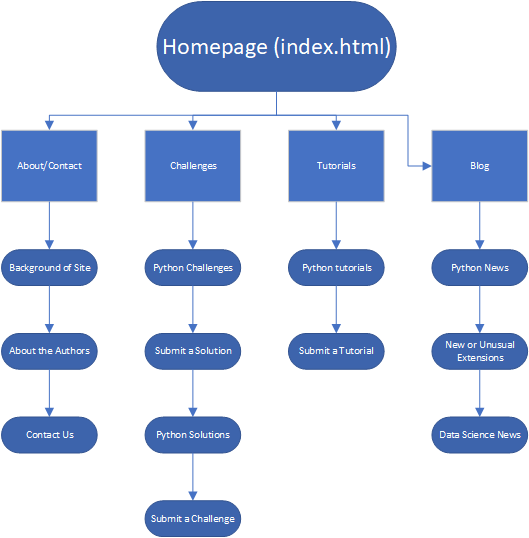 Homepage (index.html)
About/Contact
Challenges
Tutorials
Blog
Background of Site
Python Challenges
Python tutorials
Python News
About the Authors
Submit a Solution
Submit a Tutorial
New or Unusual
Extensions
Contact Us
Python Solutions
Data Science News
Submit a Challenge